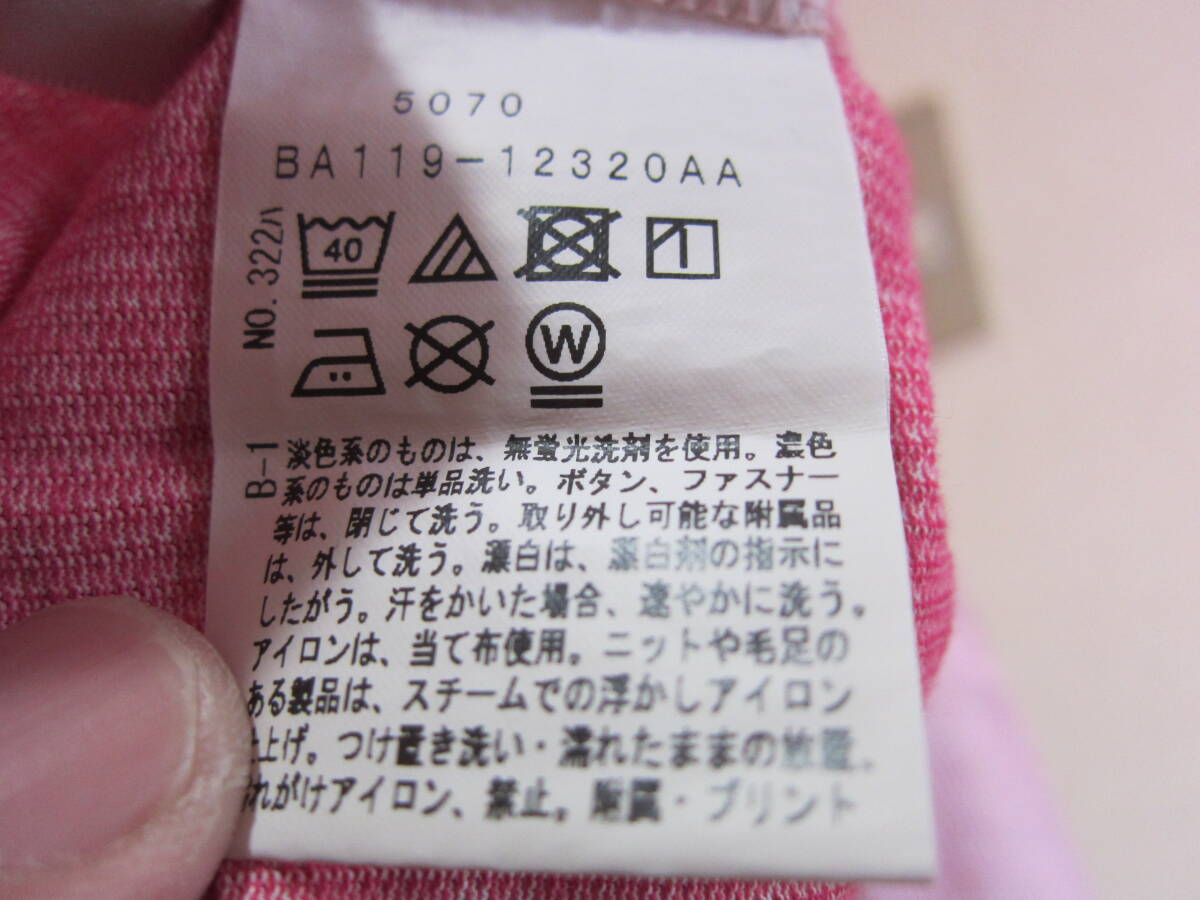 5070
BA119-12320AA
NO.322ハ
40
1
W
B-1
淡色系のものは、無蛍光洗剤を使用。濃色
系のものは単品洗い。ボタン、ファスナー
等は、閉じて洗う。取り外し可能な附属品
は、外して洗う。漂白は、漂白剤の指示に
したがう。汗をかいた場合、速やかに洗う。
アイロンは、当て布使用。ニットや毛足の
ある製品は、スチームでの浮かしアイロン
上げ。つけ置き洗い・濡れたままの放置、
れがけアイロン、禁止。附属・プリント